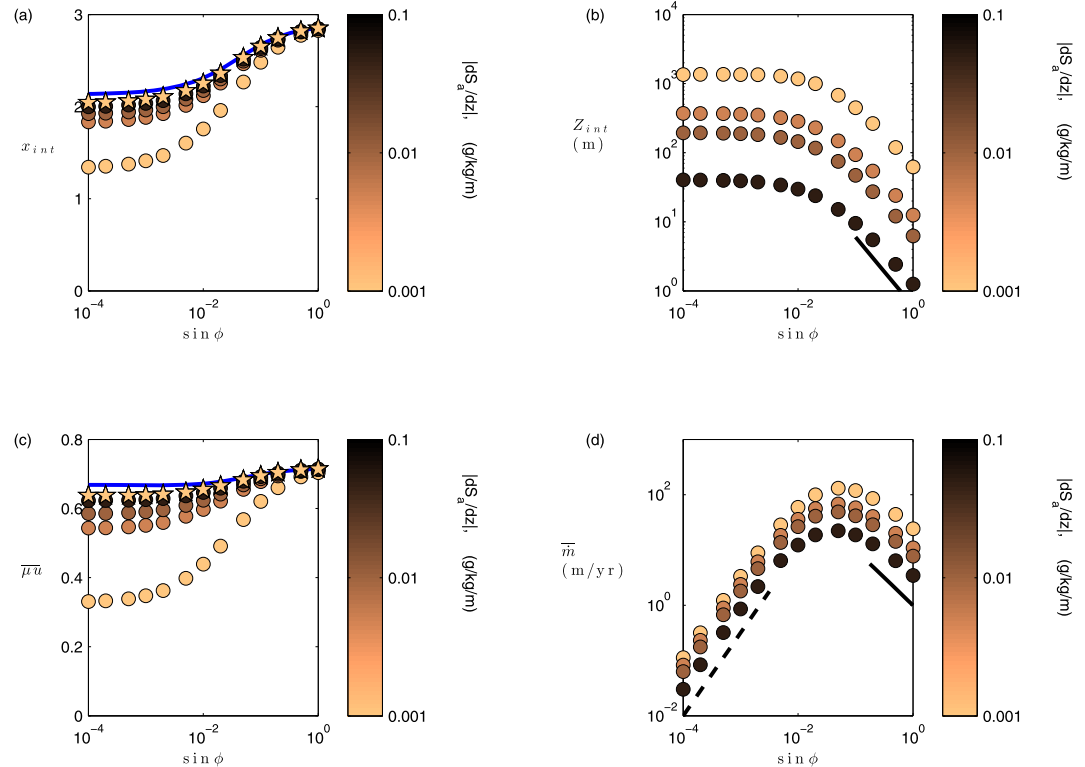 (a)
3
2
1
0
x_int
10^-4
10^-2
10^0
sin ϕ
0.1
0.01
0.001
|dS_a/dz|, (g/kg/m)
(b)
10^4
10^3
10^2
10^1
10^0
Z_int
(m)
10^-4
10^-2
10^0
sin ϕ
0.1
0.01
0.001
|dS_a/dz|, (g/kg/m)
(c)
0.8
0.6
0.4
0.2
0
μu
10^-4
10^-2
10^0
sin ϕ
0.1
0.01
0.001
|dS_a/dz|, (g/kg/m)
(d)
10^2
10^0
10^-2
ṁ
(m/yr)
10^-4
10^-2
10^0
sin ϕ
0.1
0.01
0.001
|dS_a/dz|, (g/kg/m)